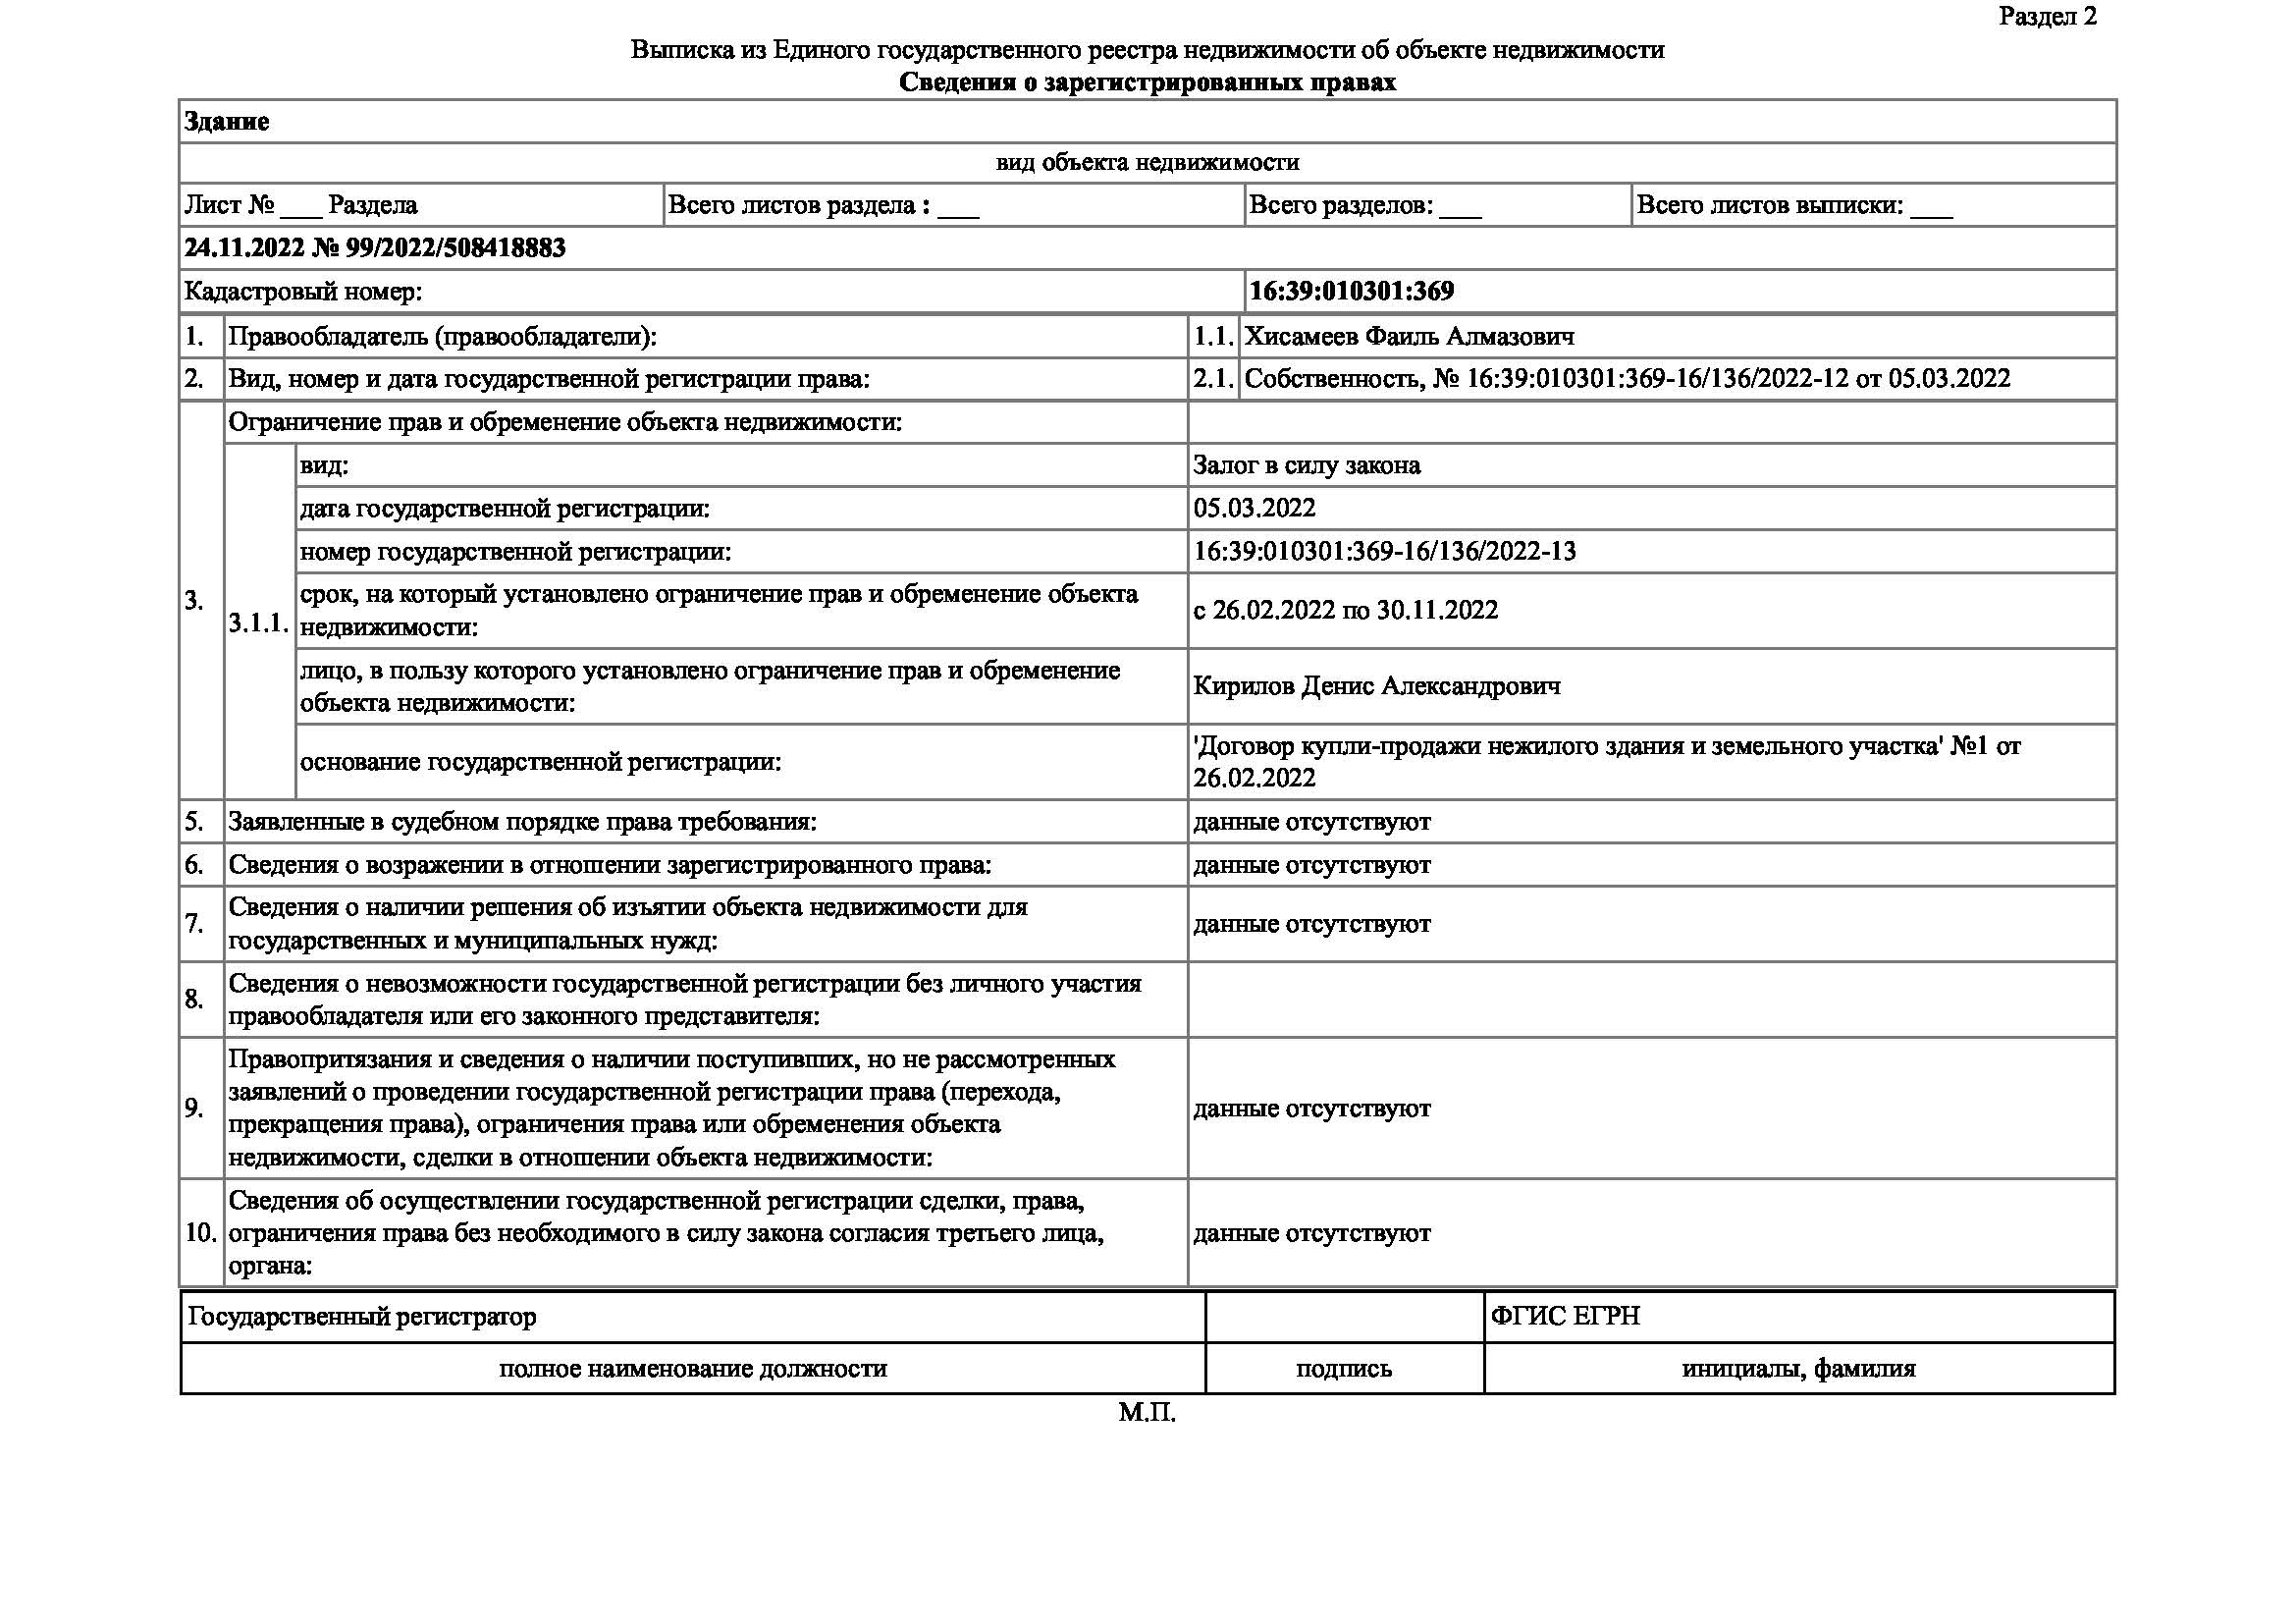 Раздел 2
Выписка из Единого государственного реестра недвижимости об объекте недвижимости
Сведения о зарегистрированных правах
Здание
вид объекта недвижимости
Лист № ___ Раздела Всего листов раздела : ___ Всего разделов: ___ Всего листов выписки: ___
24.11.2022 № 99/2022/508418883
Кадастровый номер: 16:39:010301:369
1. Правообладатель (правообладатели): 1.1. Хисамеев Фаиль Алмазович
2. Вид, номер и дата государственной регистрации права: 2.1. Собственность, № 16:39:010301:369-16/136/2022-12 от 05.03.2022
3. Ограничение прав и обременение объекта недвижимости:
3.1.1. вид: Залог в силу закона
дата государственной регистрации: 05.03.2022
номер государственной регистрации: 16:39:010301:369-16/136/2022-13
срок, на который установлено ограничение прав и обременение объекта
недвижимости: с 26.02.2022 по 30.11.2022
лицо, в пользу которого установлено ограничение прав и обременение
объекта недвижимости: Кирилов Денис Александрович
основание государственной регистрации: 'Договор купли-продажи нежилого здания и земельного участка' №1 от
26.02.2022
5. Заявленные в судебном порядке права требования: данные отсутствуют
6. Сведения о возражении в отношении зарегистрированного права: данные отсутствуют
7. Сведения о наличии решения об изъятии объекта недвижимости для
государственных и муниципальных нужд: данные отсутствуют
8. Сведения о невозможности государственной регистрации без личного участия
правообладателя или его законного представителя:
9. Правопритязания и сведения о наличии поступивших, но не рассмотренных
заявлений о проведении государственной регистрации права (перехода,
прекращения права), ограничения права или обременения объекта
недвижимости, сделки в отношении объекта недвижимости: данные отсутствуют
10. Сведения об осуществлении государственной регистрации сделки, права,
ограничения права без необходимого в силу закона согласия третьего лица,
органа: данные отсутствуют
Государственный регистратор ФГИС ЕГРН
полное наименование должности подпись инициалы, фамилия
М.П.